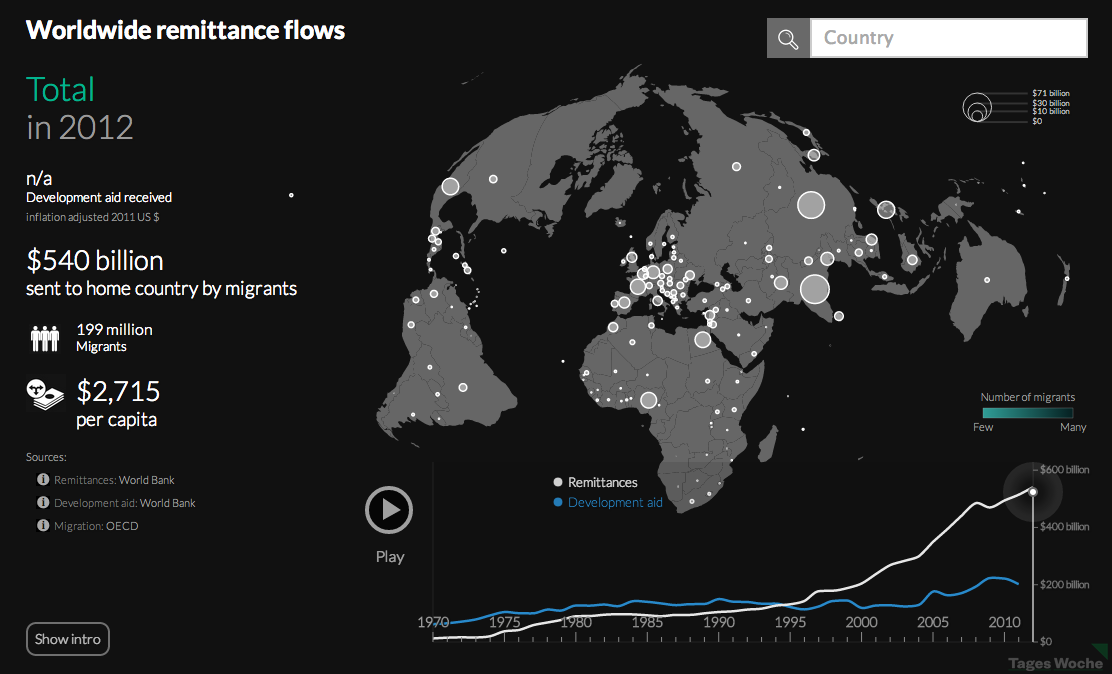 Worldwide remittance flows
Country
Total
in 2012
$71 billion
$30 billion
$10 billion
$0
n/a
Development aid received
inflation adjusted 2011 US $
$540 billion
sent to home country by migrants
199 million
Migrants
$2,715
per capita
Number of migrants
Few
Many
Sources:
Remittances: World Bank
Development aid: World Bank
Migration: OECD
Play
Remittances
Development aid
$600 billion
$400 billion
$200 billion
$0
1970
1975
1980
1985
1990
1995
2000
2005
2010
Show intro
Tages Woche